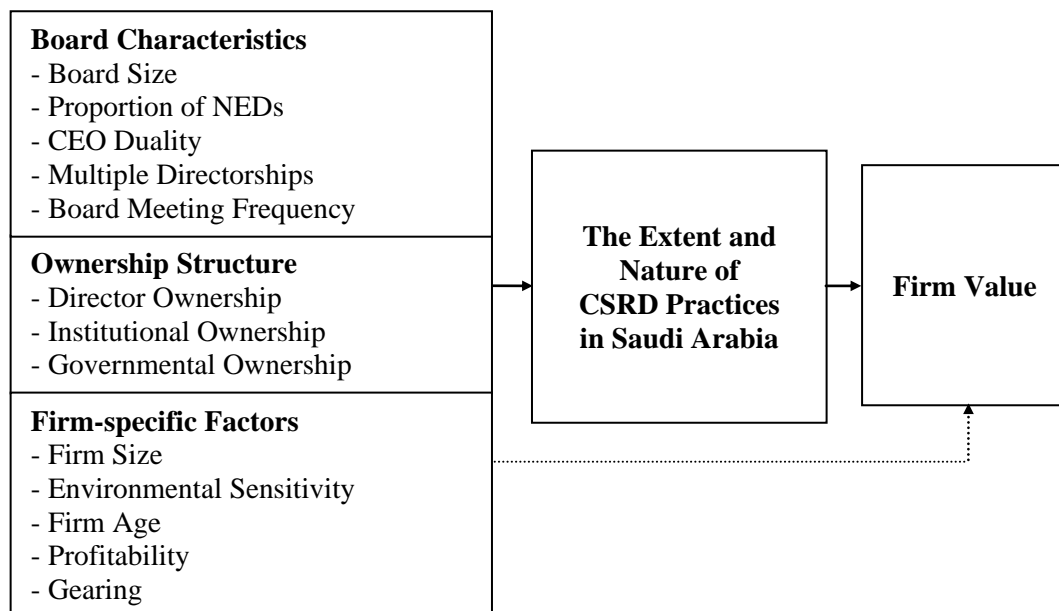 Board Characteristics
- Board Size
- Proportion of NEDs
- CEO Duality
- Multiple Directorships
- Board Meeting Frequency
Ownership Structure
- Director Ownership
- Institutional Ownership
- Governmental Ownership
Firm-specific Factors
- Firm Size
- Environmental Sensitivity
- Firm Age
- Profitability
- Gearing
The Extent and
Nature of
CSRD Practices
in Saudi Arabia
Firm Value